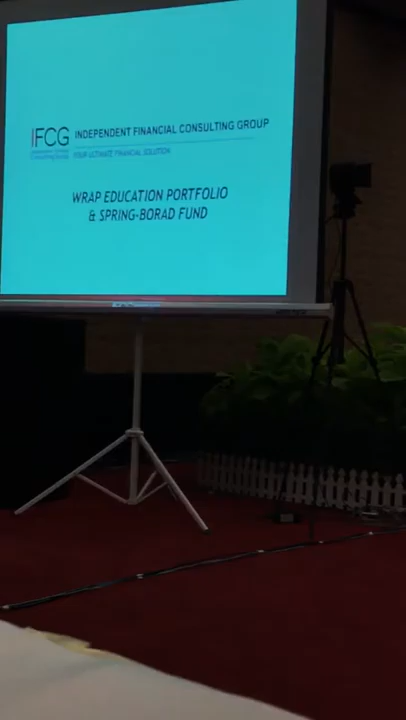 IFCG
INDEPENDENT FINANCIAL CONSULTING GROUP
YOUR ULTIMATE FINANCIAL SOLUTION
WRAP EDUCATION PORTFOLIO
& SPRING-BORAD FUND